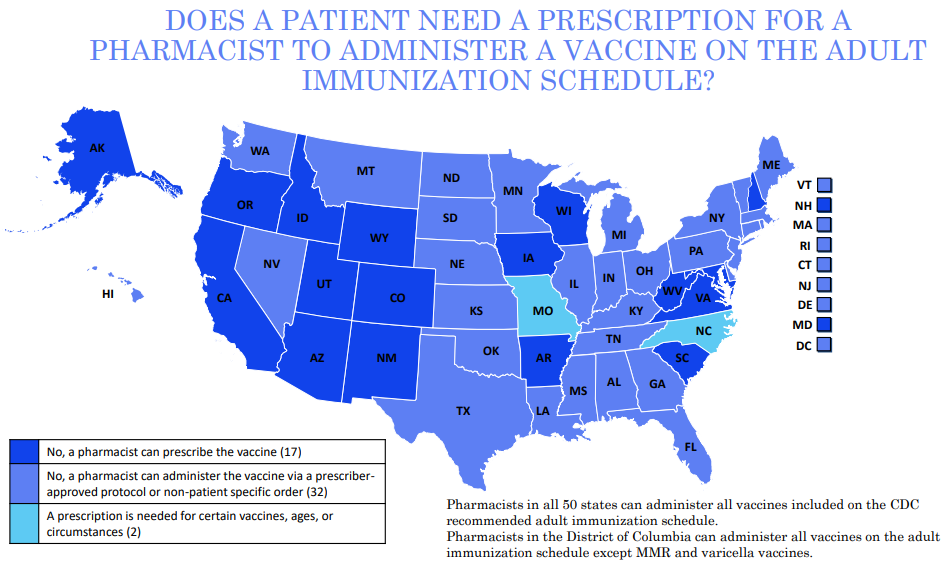 DOES A PATIENT NEED A PRESCRIPTION FOR A
PHARMACIST TO ADMINISTER A VACCINE ON THE ADULT
IMMUNIZATION SCHEDULE?
AK
WA
MT
ND
MN
ME
OR
ID
SD
WI
MI
NY
WY
IA
NE
PA
NV
UT
CO
IL
IN
OH
HI
CA
KS
MO
KY
WV
VA
AZ
NM
OK
AR
TN
NC
SC
TX
LA
MS
AL
GA
FL
VT
NH
MA
RI
CT
NJ
DE
MD
DC
No, a pharmacist can prescribe the vaccine (17)
No, a pharmacist can administer the vaccine via a prescriber-
approved protocol or non-patient specific order (32)
A prescription is needed for certain vaccines, ages, or
circumstances (2)
Pharmacists in all 50 states can administer all vaccines included on the CDC
recommended adult immunization schedule.
Pharmacists in the District of Columbia can administer all vaccines on the adult
immunization schedule except MMR and varicella vaccines.